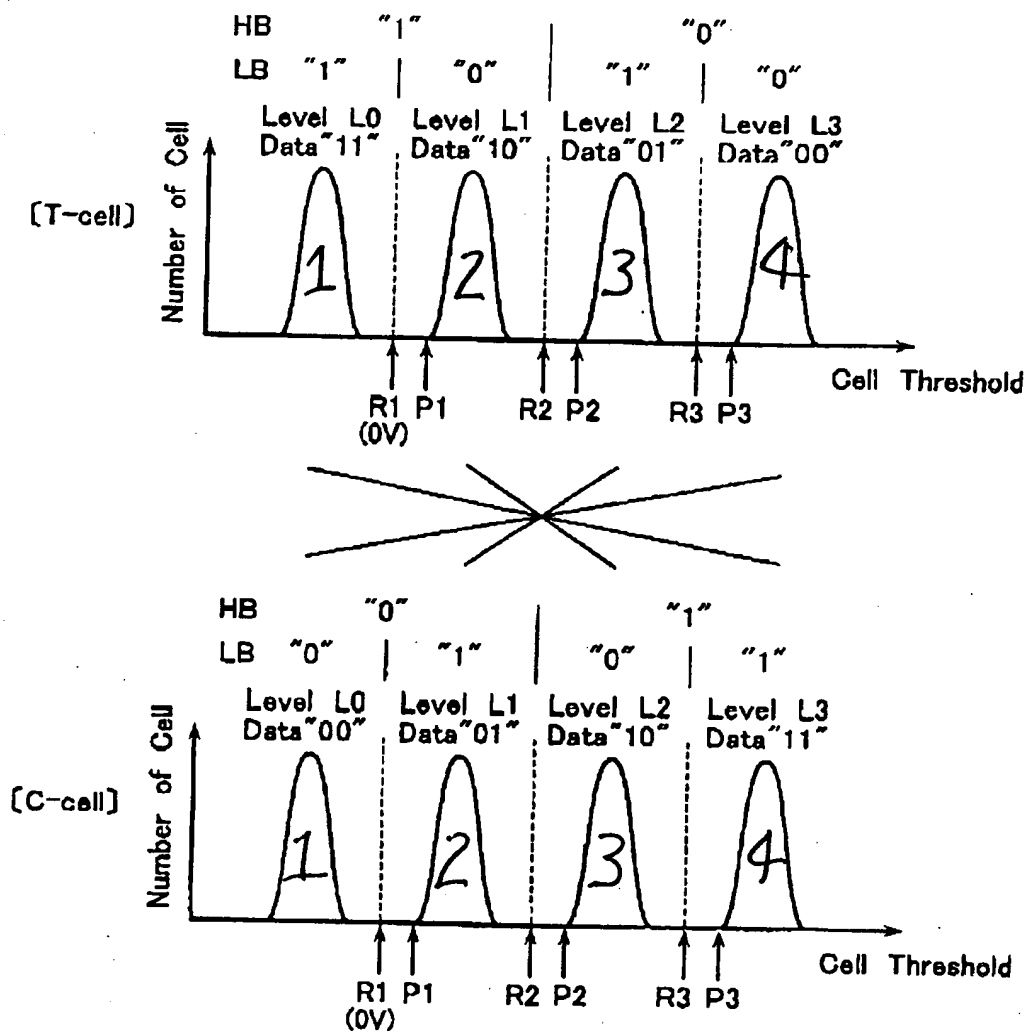 HB "1" "0"
LB "1" "0" "1" "0"
Level L0 Level L1 Level L2 Level L3
Data"11" Data"10" Data"01" Data"00"
[T-cell]
Number of Cell
1 2 3 4
Cell Threshold
R1 P1 R2 P2 R3 P3
(0V)
HB "0" "1"
LB "0" "1" "0" "1"
Level L0 Level L1 Level L2 Level L3
Data"00" Data"01" Data"10" Data"11"
[C-cell]
Number of Cell
1 2 3 4
Cell Threshold
R1 P1 R2 P2 R3 P3
(0V)